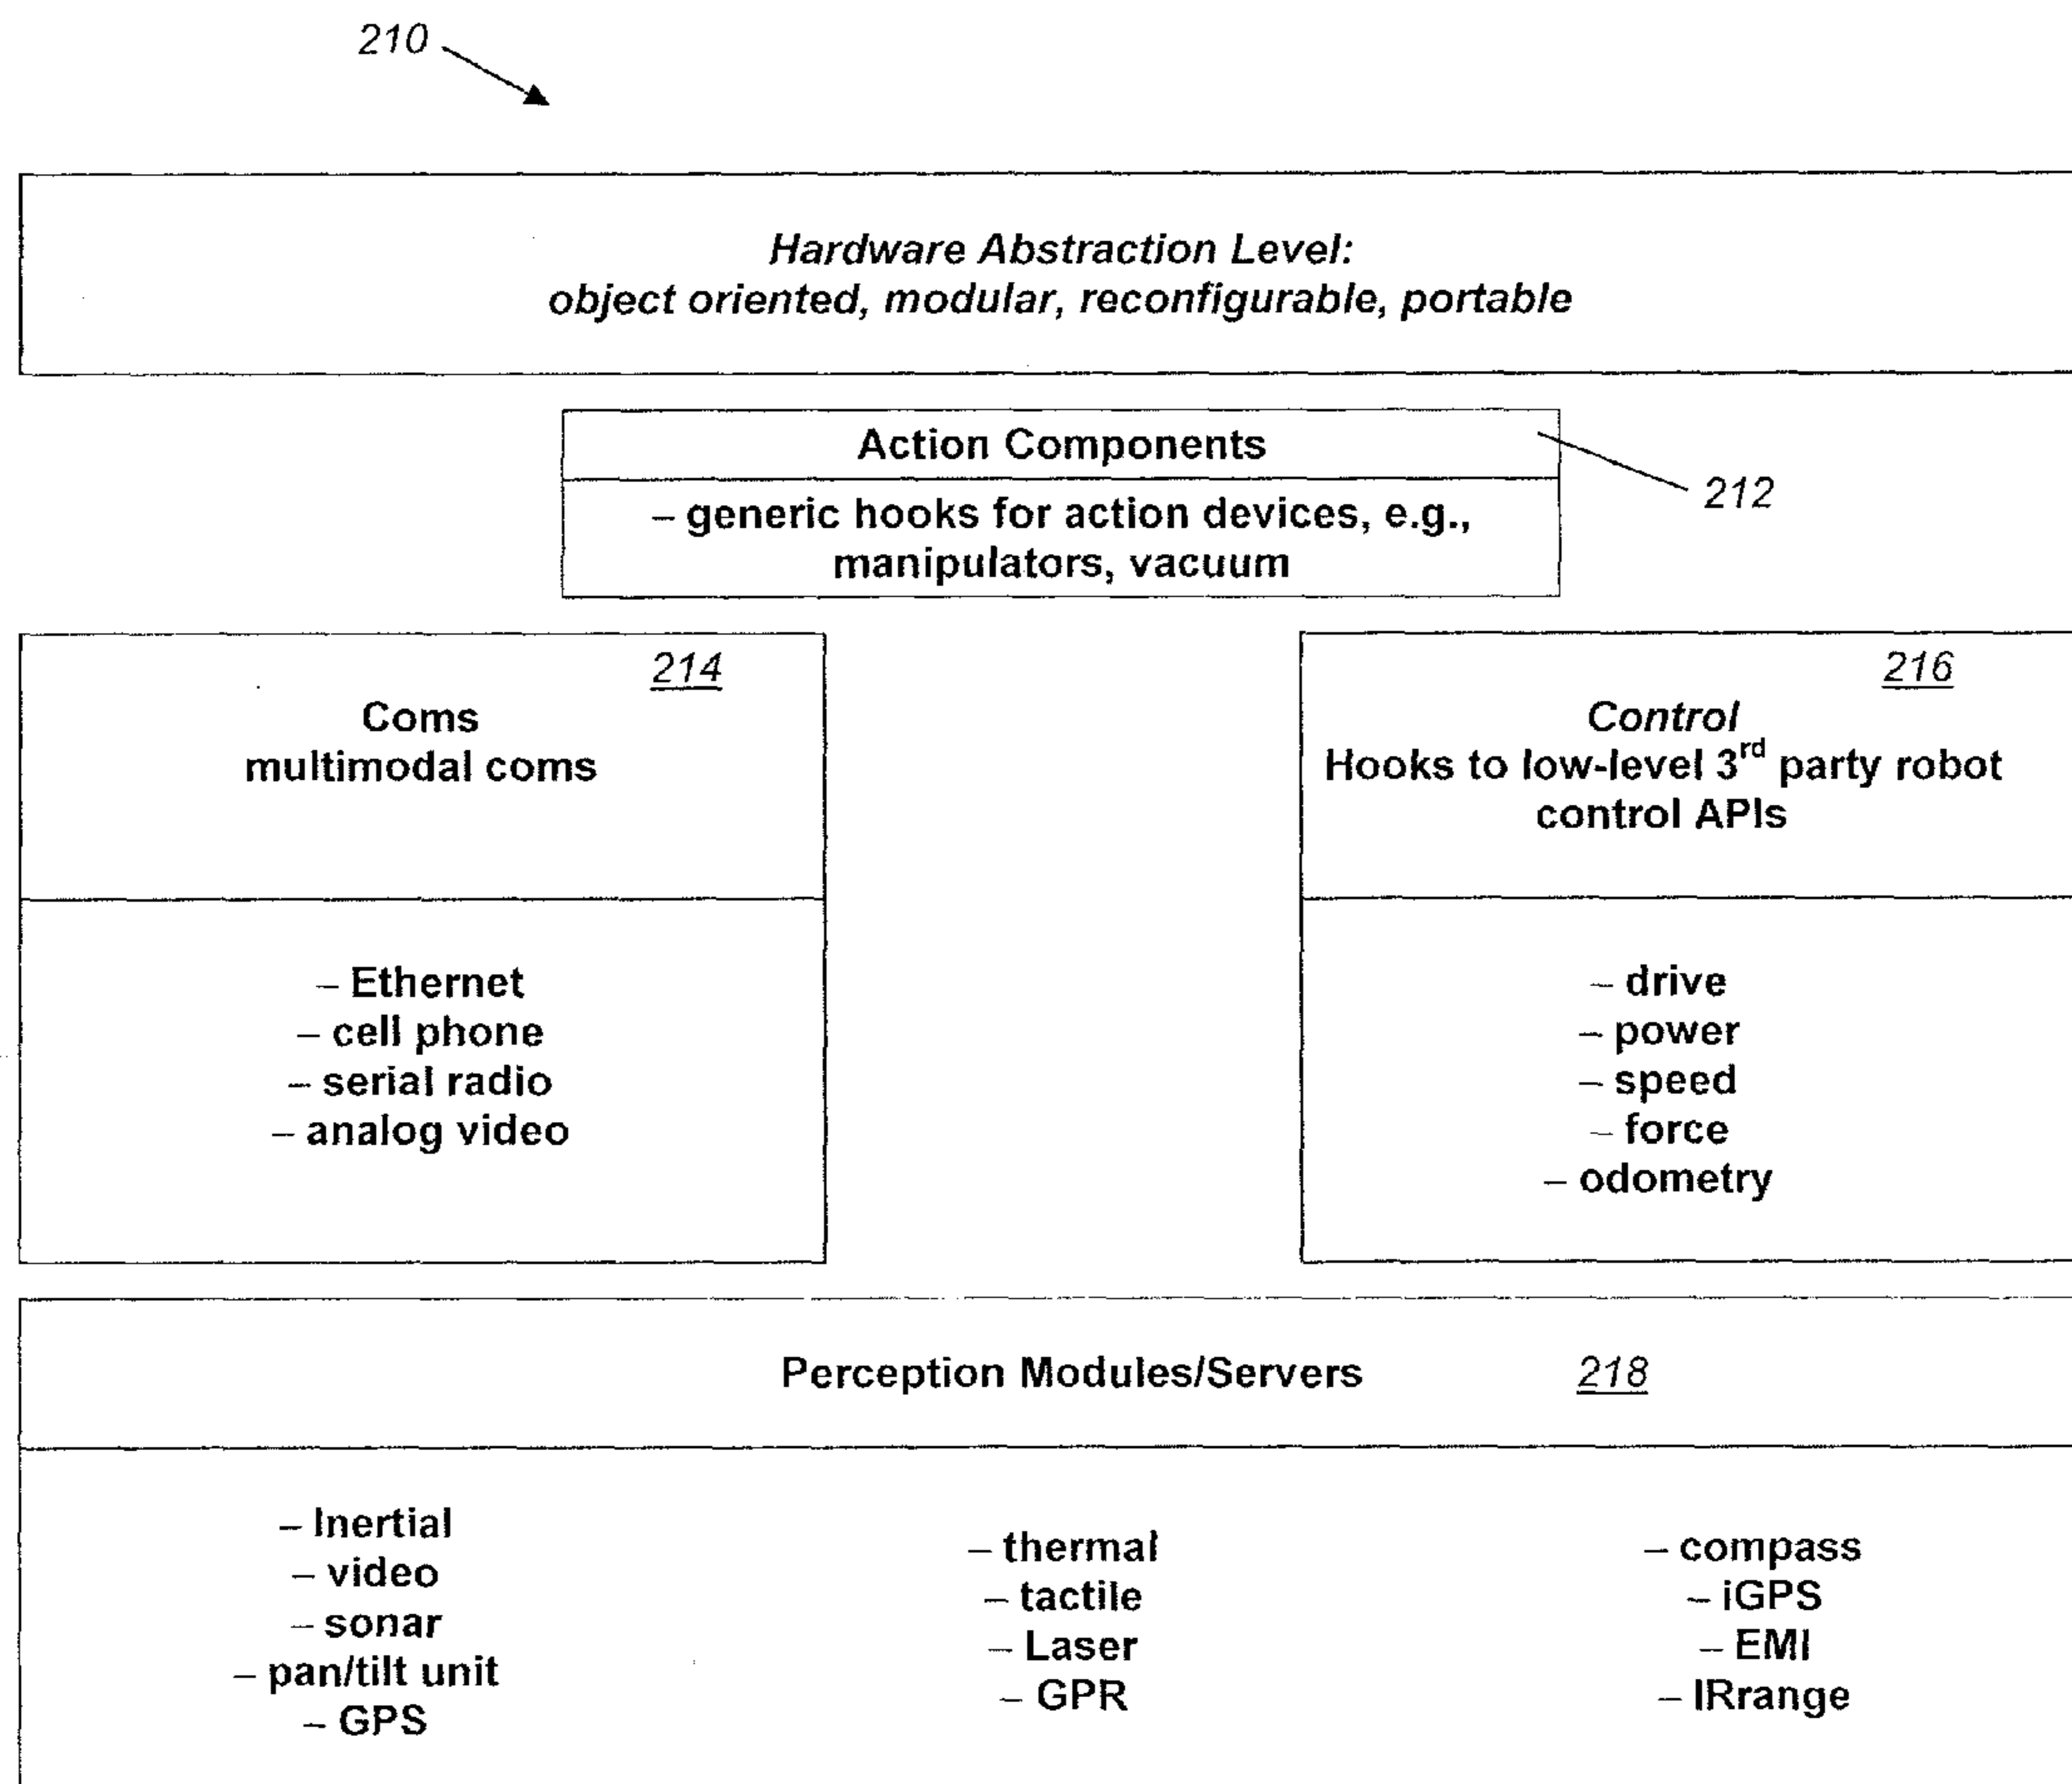 210
Hardware Abstraction Level:
object oriented, modular, reconfigurable, portable
Action Components
– generic hooks for action devices, e.g.,
manipulators, vacuum
212
214
Coms
multimodal coms
– Ethernet
– cell phone
– serial radio
– analog video
216
Control
Hooks to low-level 3rd party robot
control APIs
– drive
– power
– speed
– force
– odometry
Perception Modules/Servers 218
– Inertial
– video
– sonar
– pan/tilt unit
– GPS
– thermal
– tactile
– Laser
– GPR
– compass
– iGPS
– EMI
– IRrange